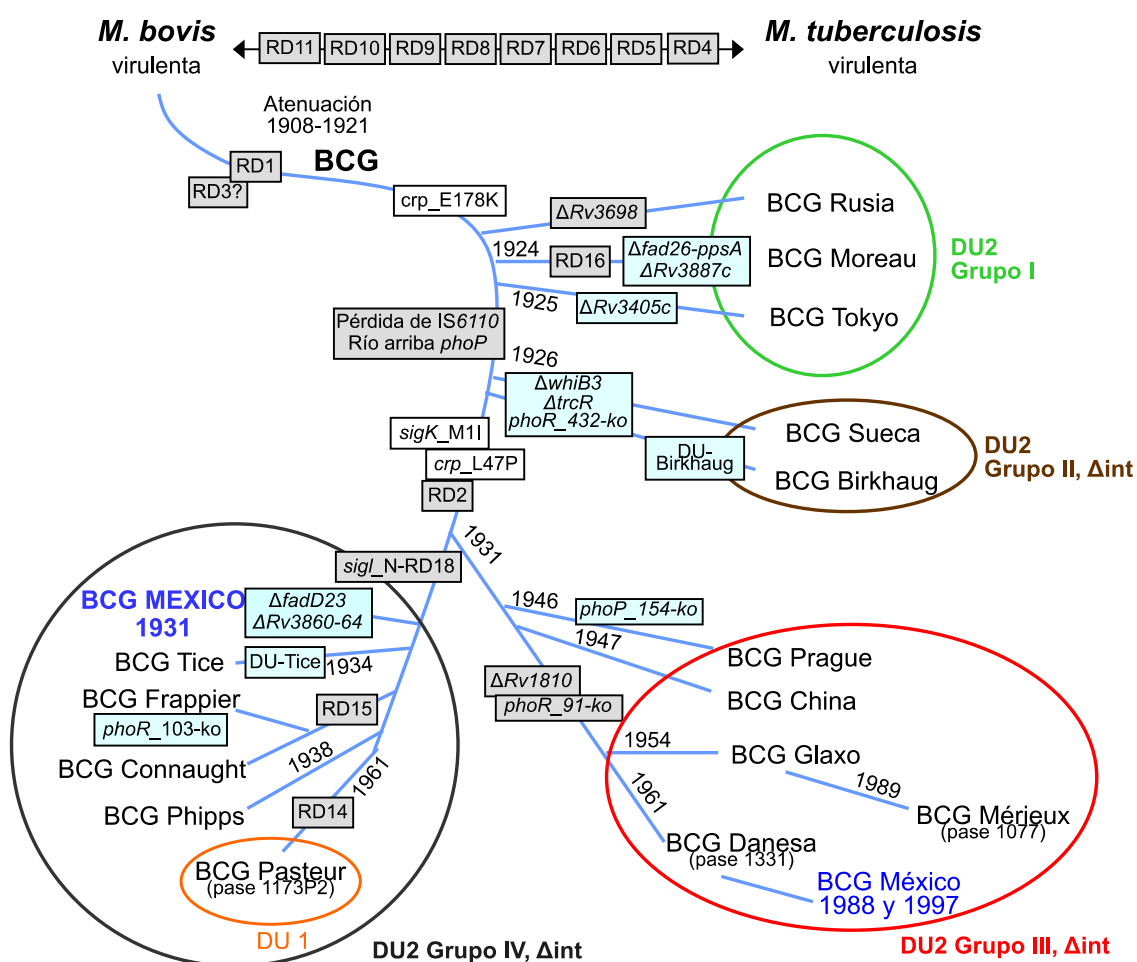 M. bovis
virulenta
RD11 RD10 RD9 RD8 RD7 RD6 RD5 RD4
M. tuberculosis
virulenta
Atenuación
1908-1921
BCG
RD1
RD3?
crp_E178K
ΔRv3698
BCG Rusia
1924
RD16
Δfad26-ppsA
ΔRv3887c
BCG Moreau
DU2
Grupo I
1925
ΔRv3405c
BCG Tokyo
Pérdida de IS6110
Río arriba phoP
1926
ΔwhiB3
ΔtrcR
phoR_432-ko
BCG Sueca
DU-
Birkhaug
BCG Birkhaug
DU2
Grupo II, Δint
sigK_M1I
crp_L47P
RD2
1931
sigI_N-RD18
BCG MEXICO
1931
ΔfadD23
ΔRv3860-64
BCG Tice
DU-Tice
1934
BCG Frappier
phoR_103-ko
RD15
BCG Connaught
1938
BCG Phipps
1961
RD14
BCG Pasteur
(pase 1173P2)
DU 1
DU2 Grupo IV, Δint
1946
phoP_154-ko
1947
BCG Prague
BCG China
ΔRv1810
phoR_91-ko
1954
BCG Glaxo
1989
BCG Mérieux
(pase 1077)
1961
BCG Danesa
(pase 1331)
BCG México
1988 y 1997
DU2 Grupo III, Δint